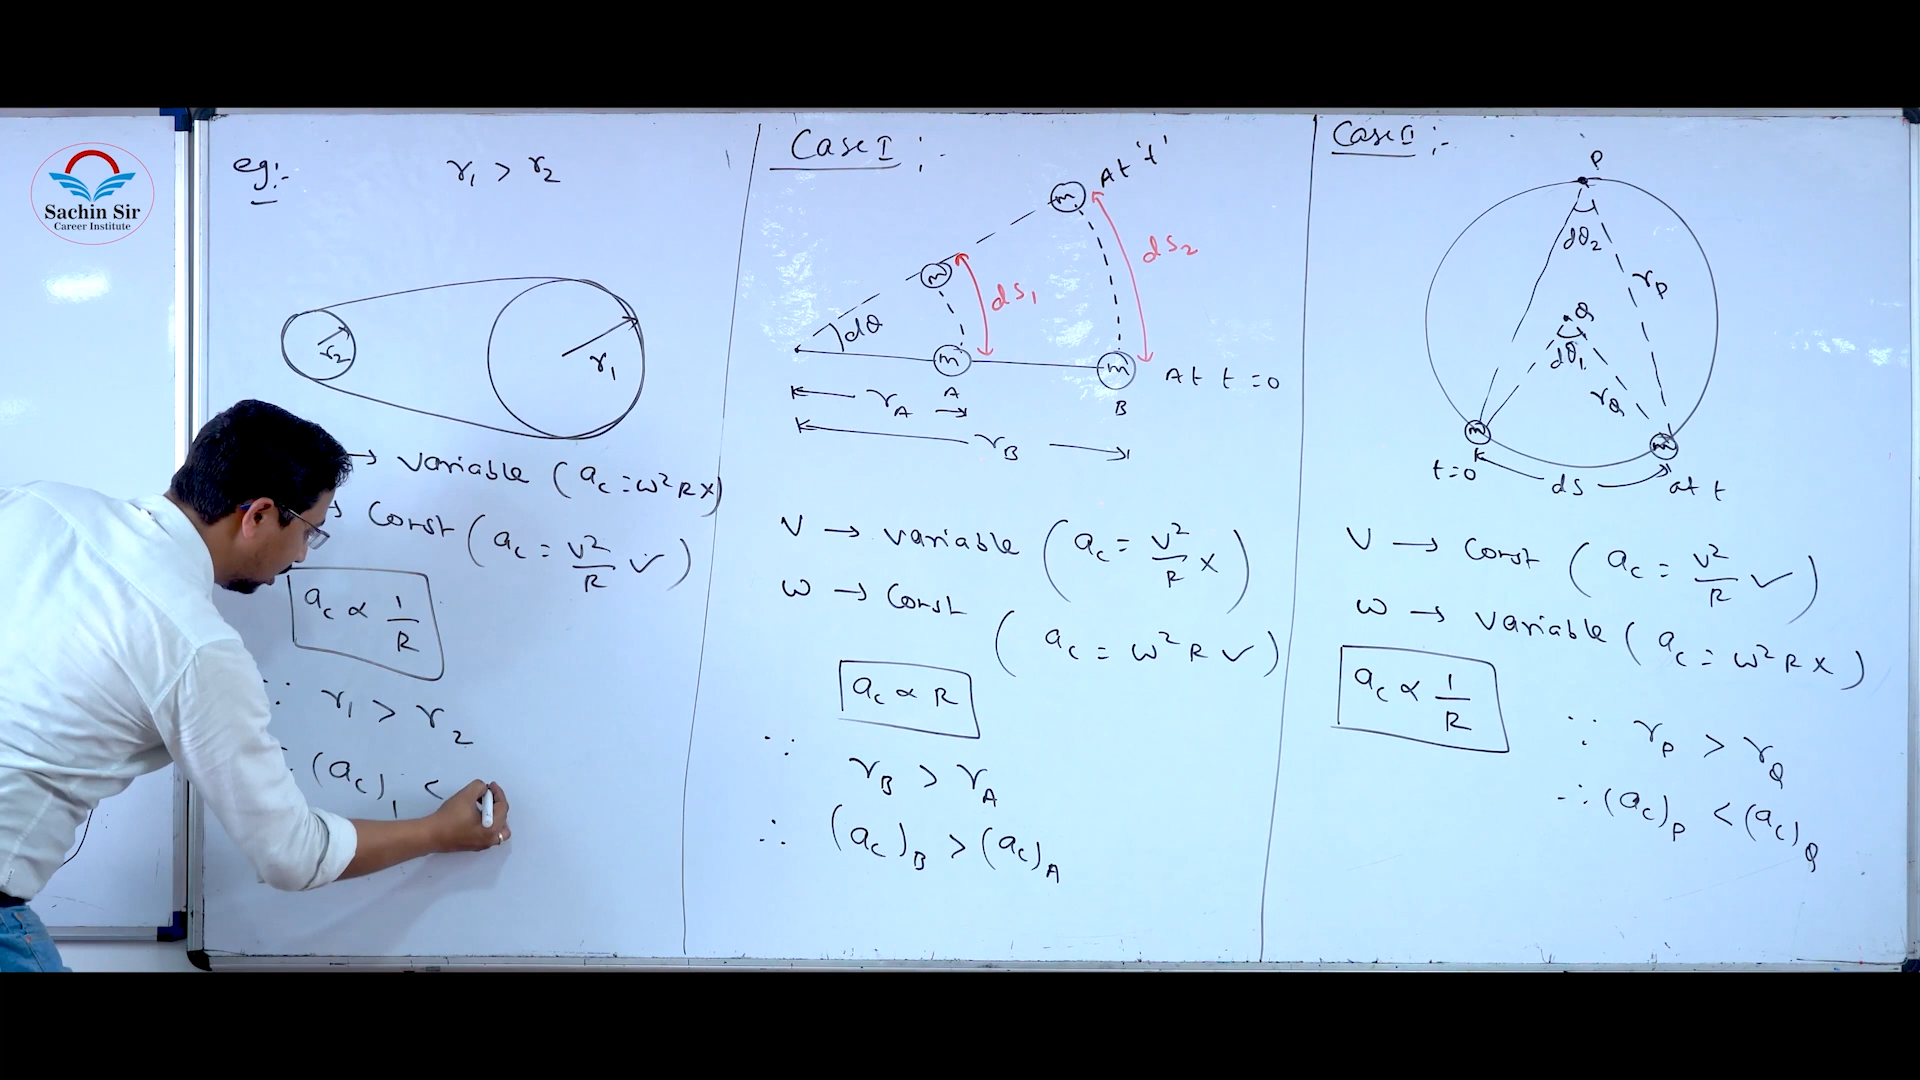 Sachin Sir
Career Institute
eg:-
r₁ > r₂
r₂
r₁
→ variable (a_c = ω²R ×)
→ const (a_c = v²/R ✓)
a_c ∝ 1/R
∵ r₁ > r₂
∴ (a_c)₁ <
Case I :-
At 't'
m
m
dS₂
dS₁
dθ
m
m
At t = 0
A
B
r_A
r_B
V → variable (a_c = v²/R ×)
ω → const
(a_c = ω²R ✓)
a_c ∝ R
∵ r_B > r_A
∴ (a_c)_B > (a_c)_A
Case II :-
P
dθ₂
r_P
Q
dθ₁
r_Q
m
m
t=0
ds
at t
V → const (a_c = v²/R ✓)
ω → variable (a_c = ω²R ×)
a_c ∝ 1/R
∵ r_P > r_Q
∴ (a_c)_P < (a_c)_Q